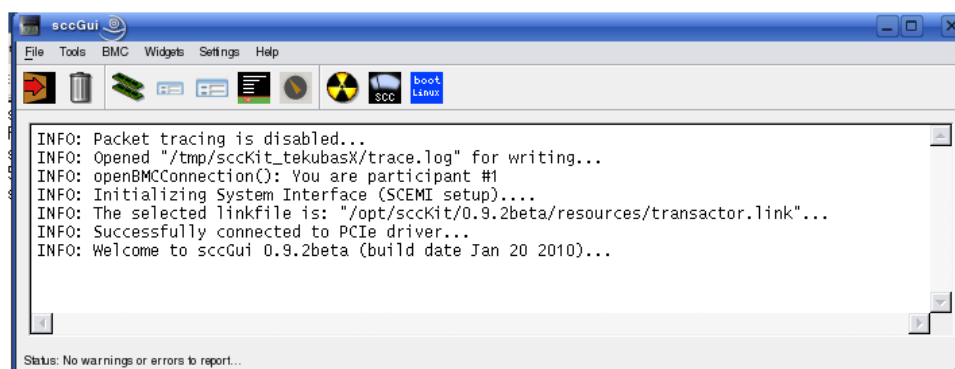 sccGui
File Tools BMC Widgets Settings Help
scc
boot
Linux
INFO: Packet tracing is disabled...
INFO: Opened "/tmp/sccKit_tekubasX/trace.log" for writing...
INFO: openBMCConnection(): You are participant #1
INFO: Initializing System Interface (SCEMI setup)....
INFO: The selected linkfile is: "/opt/sccKit/0.9.2beta/resources/transactor.link"...
INFO: Successfully connected to PCIe driver...
INFO: Welcome to sccGui 0.9.2beta (build date Jan 20 2010)...
Status: No warnings or errors to report...